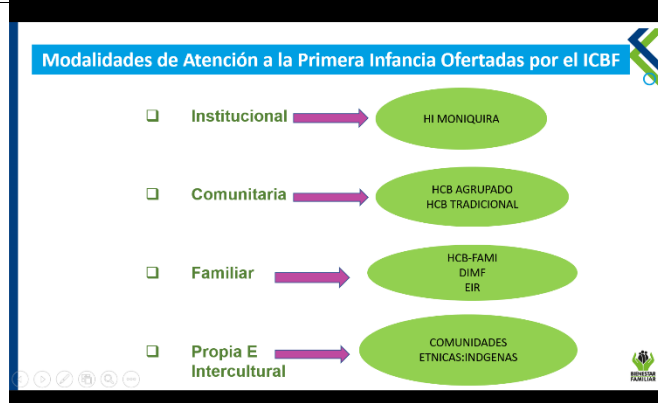 Modalidades de Atención a la Primera Infancia Ofertadas por el ICBF
Institucional
HI MONIQUIRA
Comunitaria
HCB AGRUPADO
HCB TRADICIONAL
Familiar
HCB-FAMI
DIMF
EIR
Propia E
Intercultural
COMUNIDADES
ETNICAS:INDGENAS
BIENESTAR
FAMILIAR